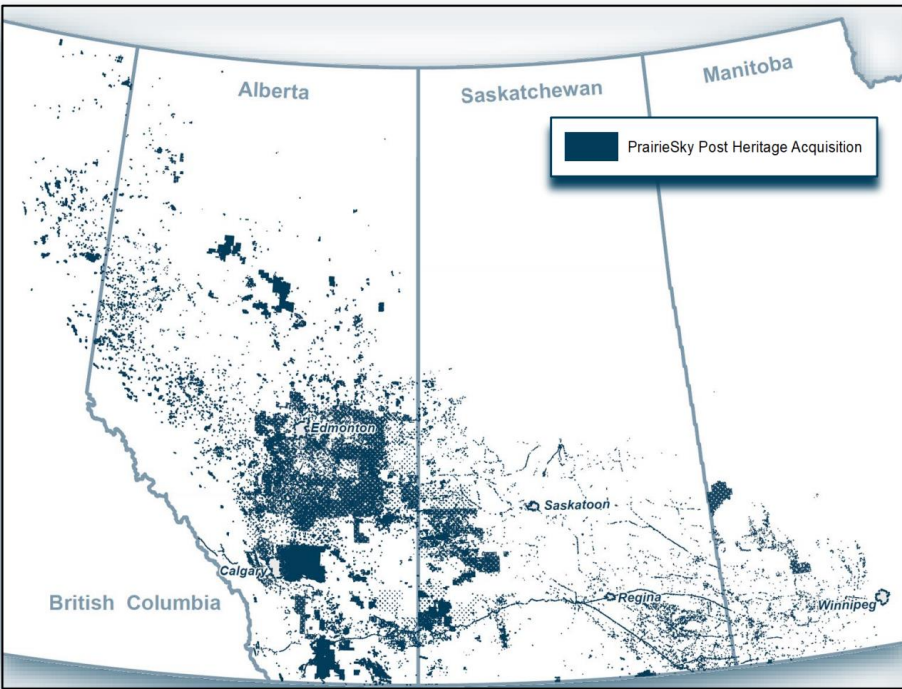 Alberta
Saskatchewan
Manitoba
PrairieSky Post Heritage Acquisition
Edmonton
Saskatoon
Calgary
British Columbia
Regina
Winnipeg